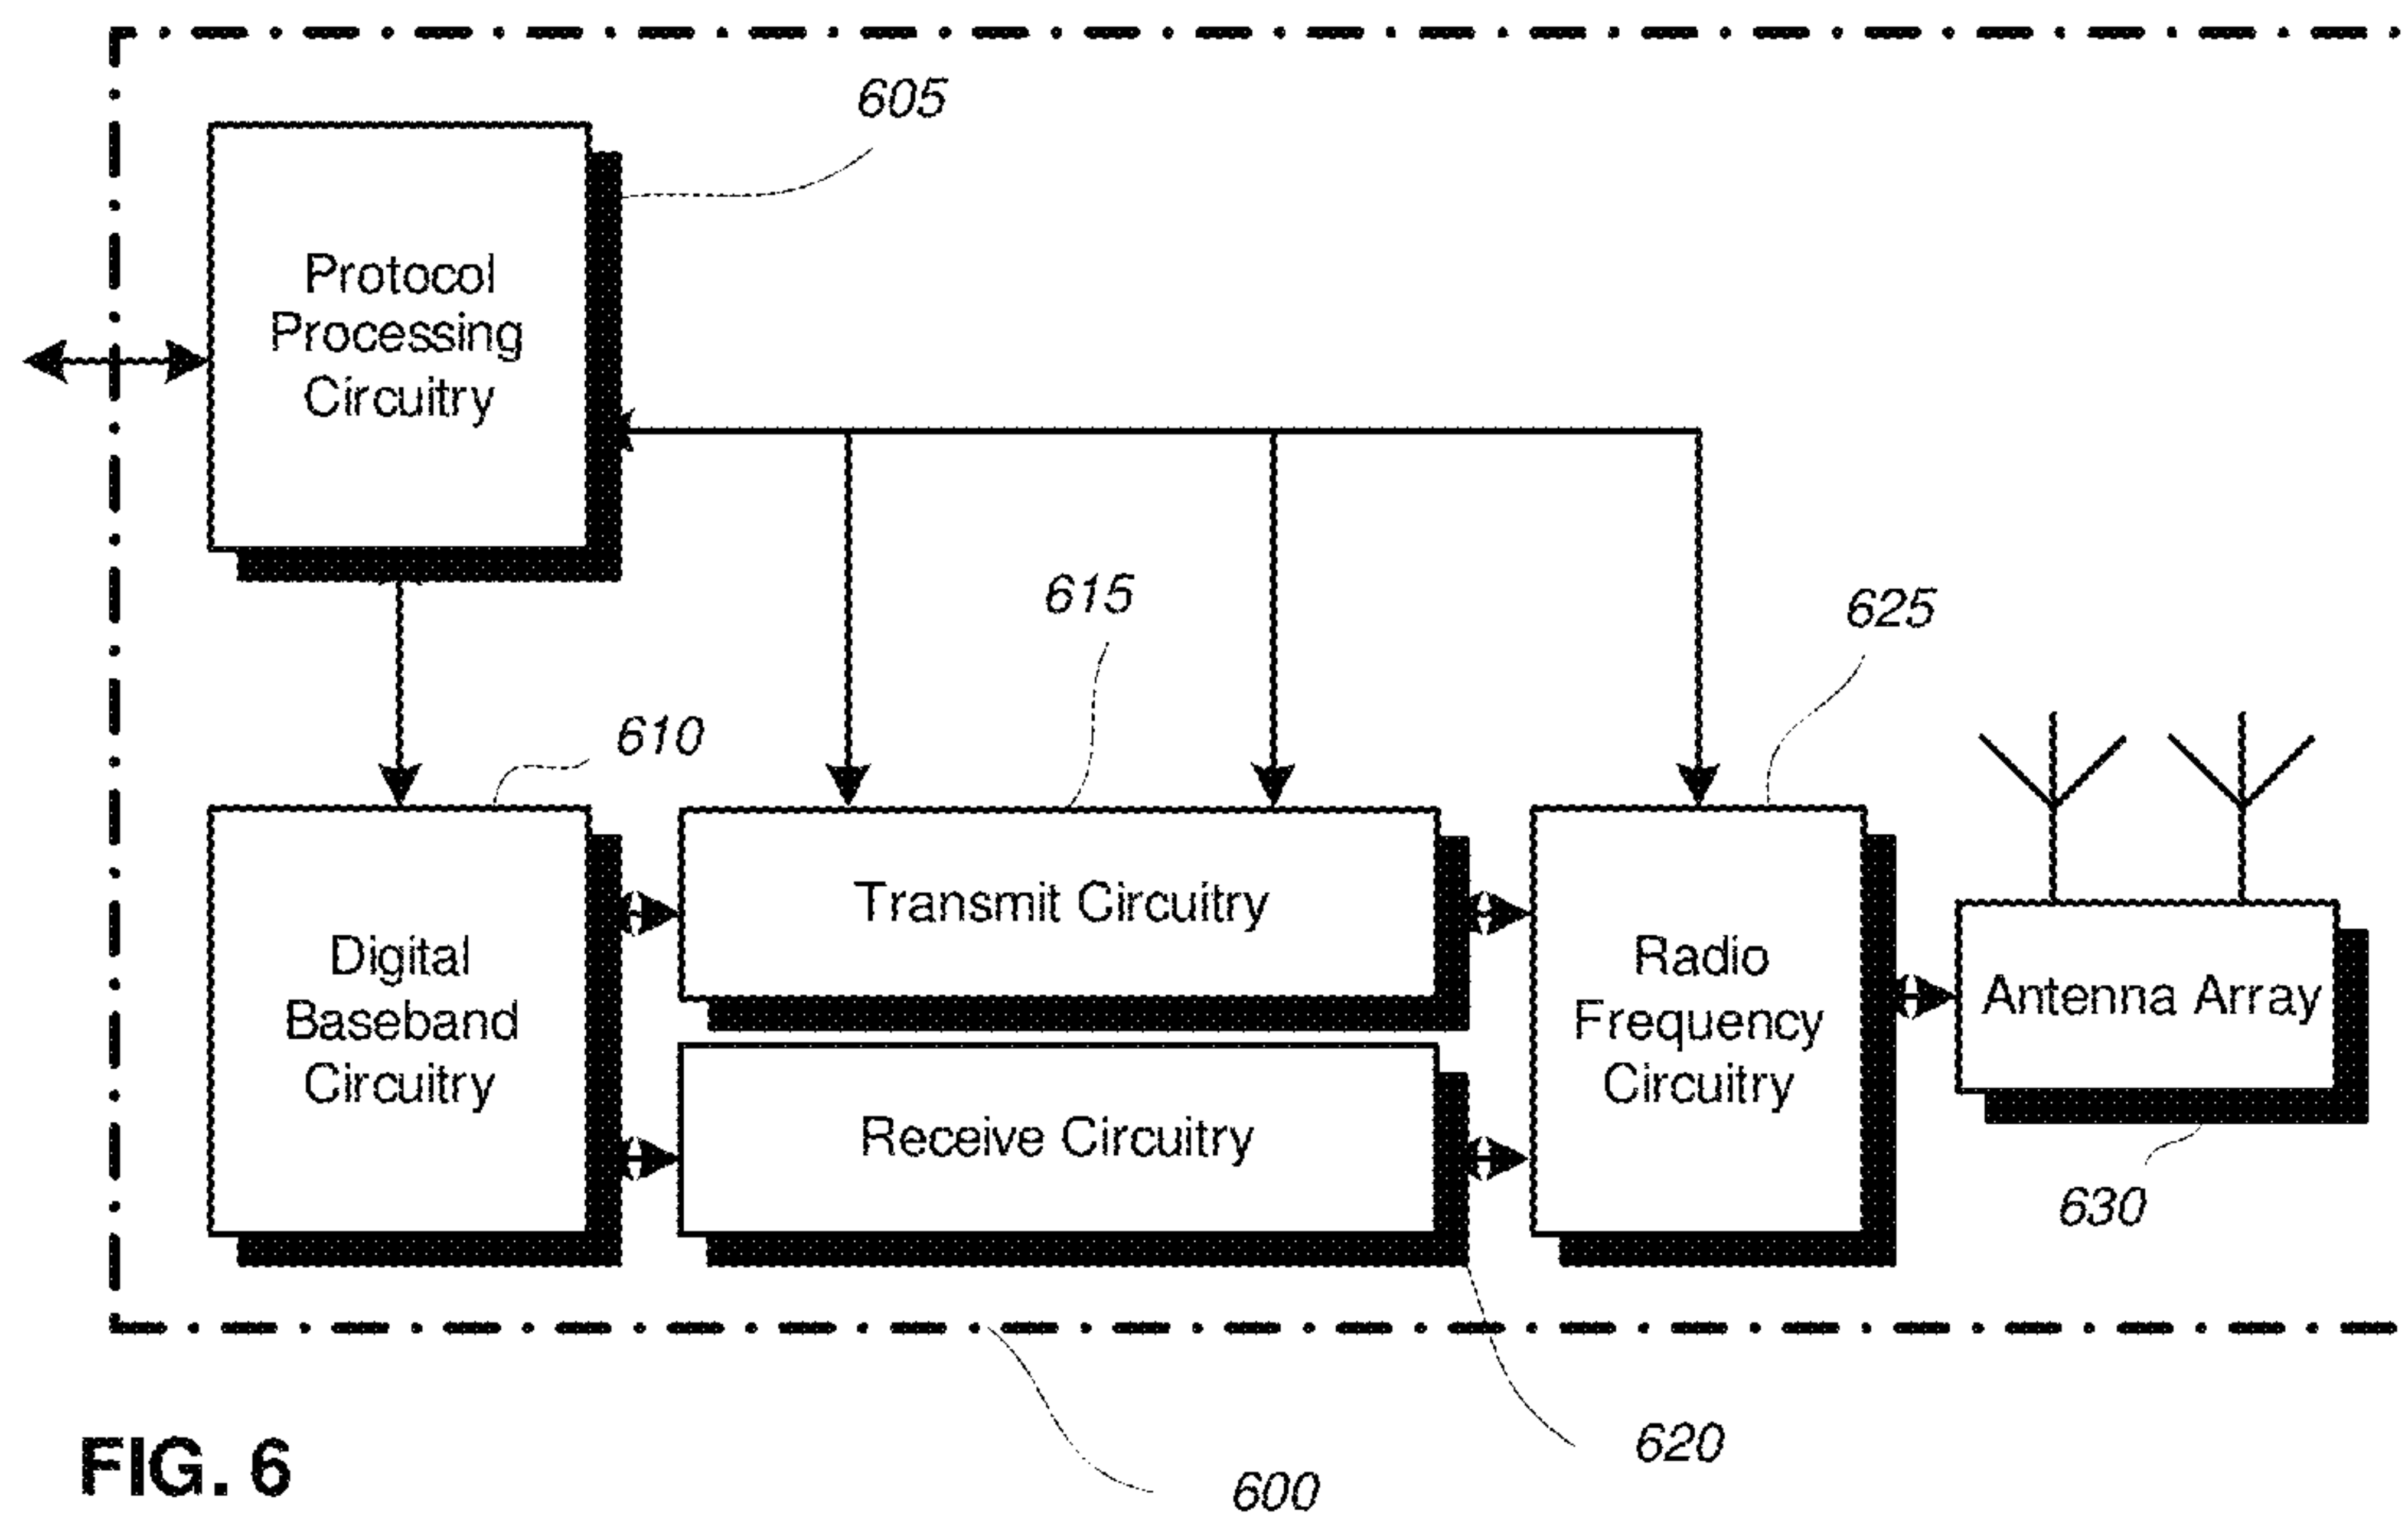 605
Protocol
Processing
Circuitry
615
625
610
Transmit Circuitry
Digital
Baseband
Circuitry
Radio
Frequency
Circuitry
Antenna Array
Receive Circuitry
630
620
600
FIG. 6